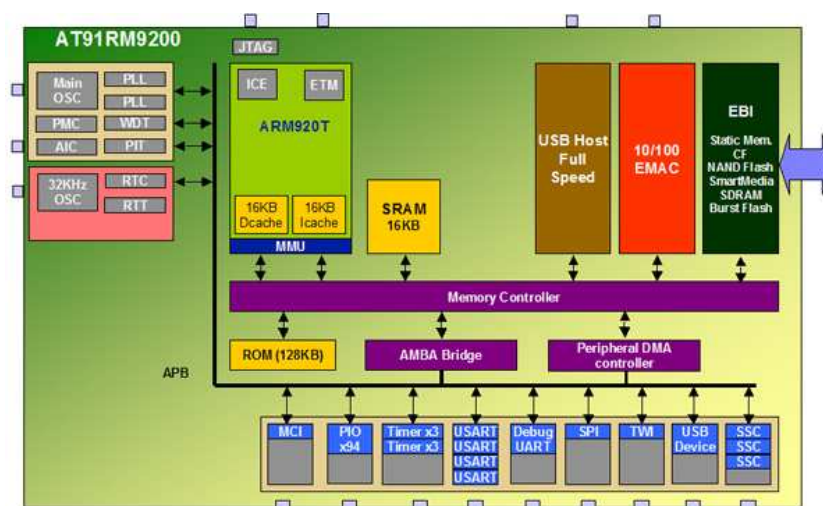 AT91RM9200
JTAG
Main
OSC
PLL
PLL
PMC
WDT
AIC
PIT
32KHz
OSC
RTC
RTT
ICE
ETM
ARM920T
16KB
Dcache
16KB
Icache
MMU
SRAM
16KB
USB Host
Full
Speed
10/100
EMAC
EBI
Static Mem.
CF
NAND Flash
SmartMedia
SDRAM
Burst Flash
Memory Controller
ROM (128KB)
AMBA Bridge
Peripheral DMA
controller
APB
MCI
PIO
x94
Timer x3
Timer x3
USART
USART
USART
USART
Debug
UART
SPI
TWI
USB
Device
SSC
SSC
SSC